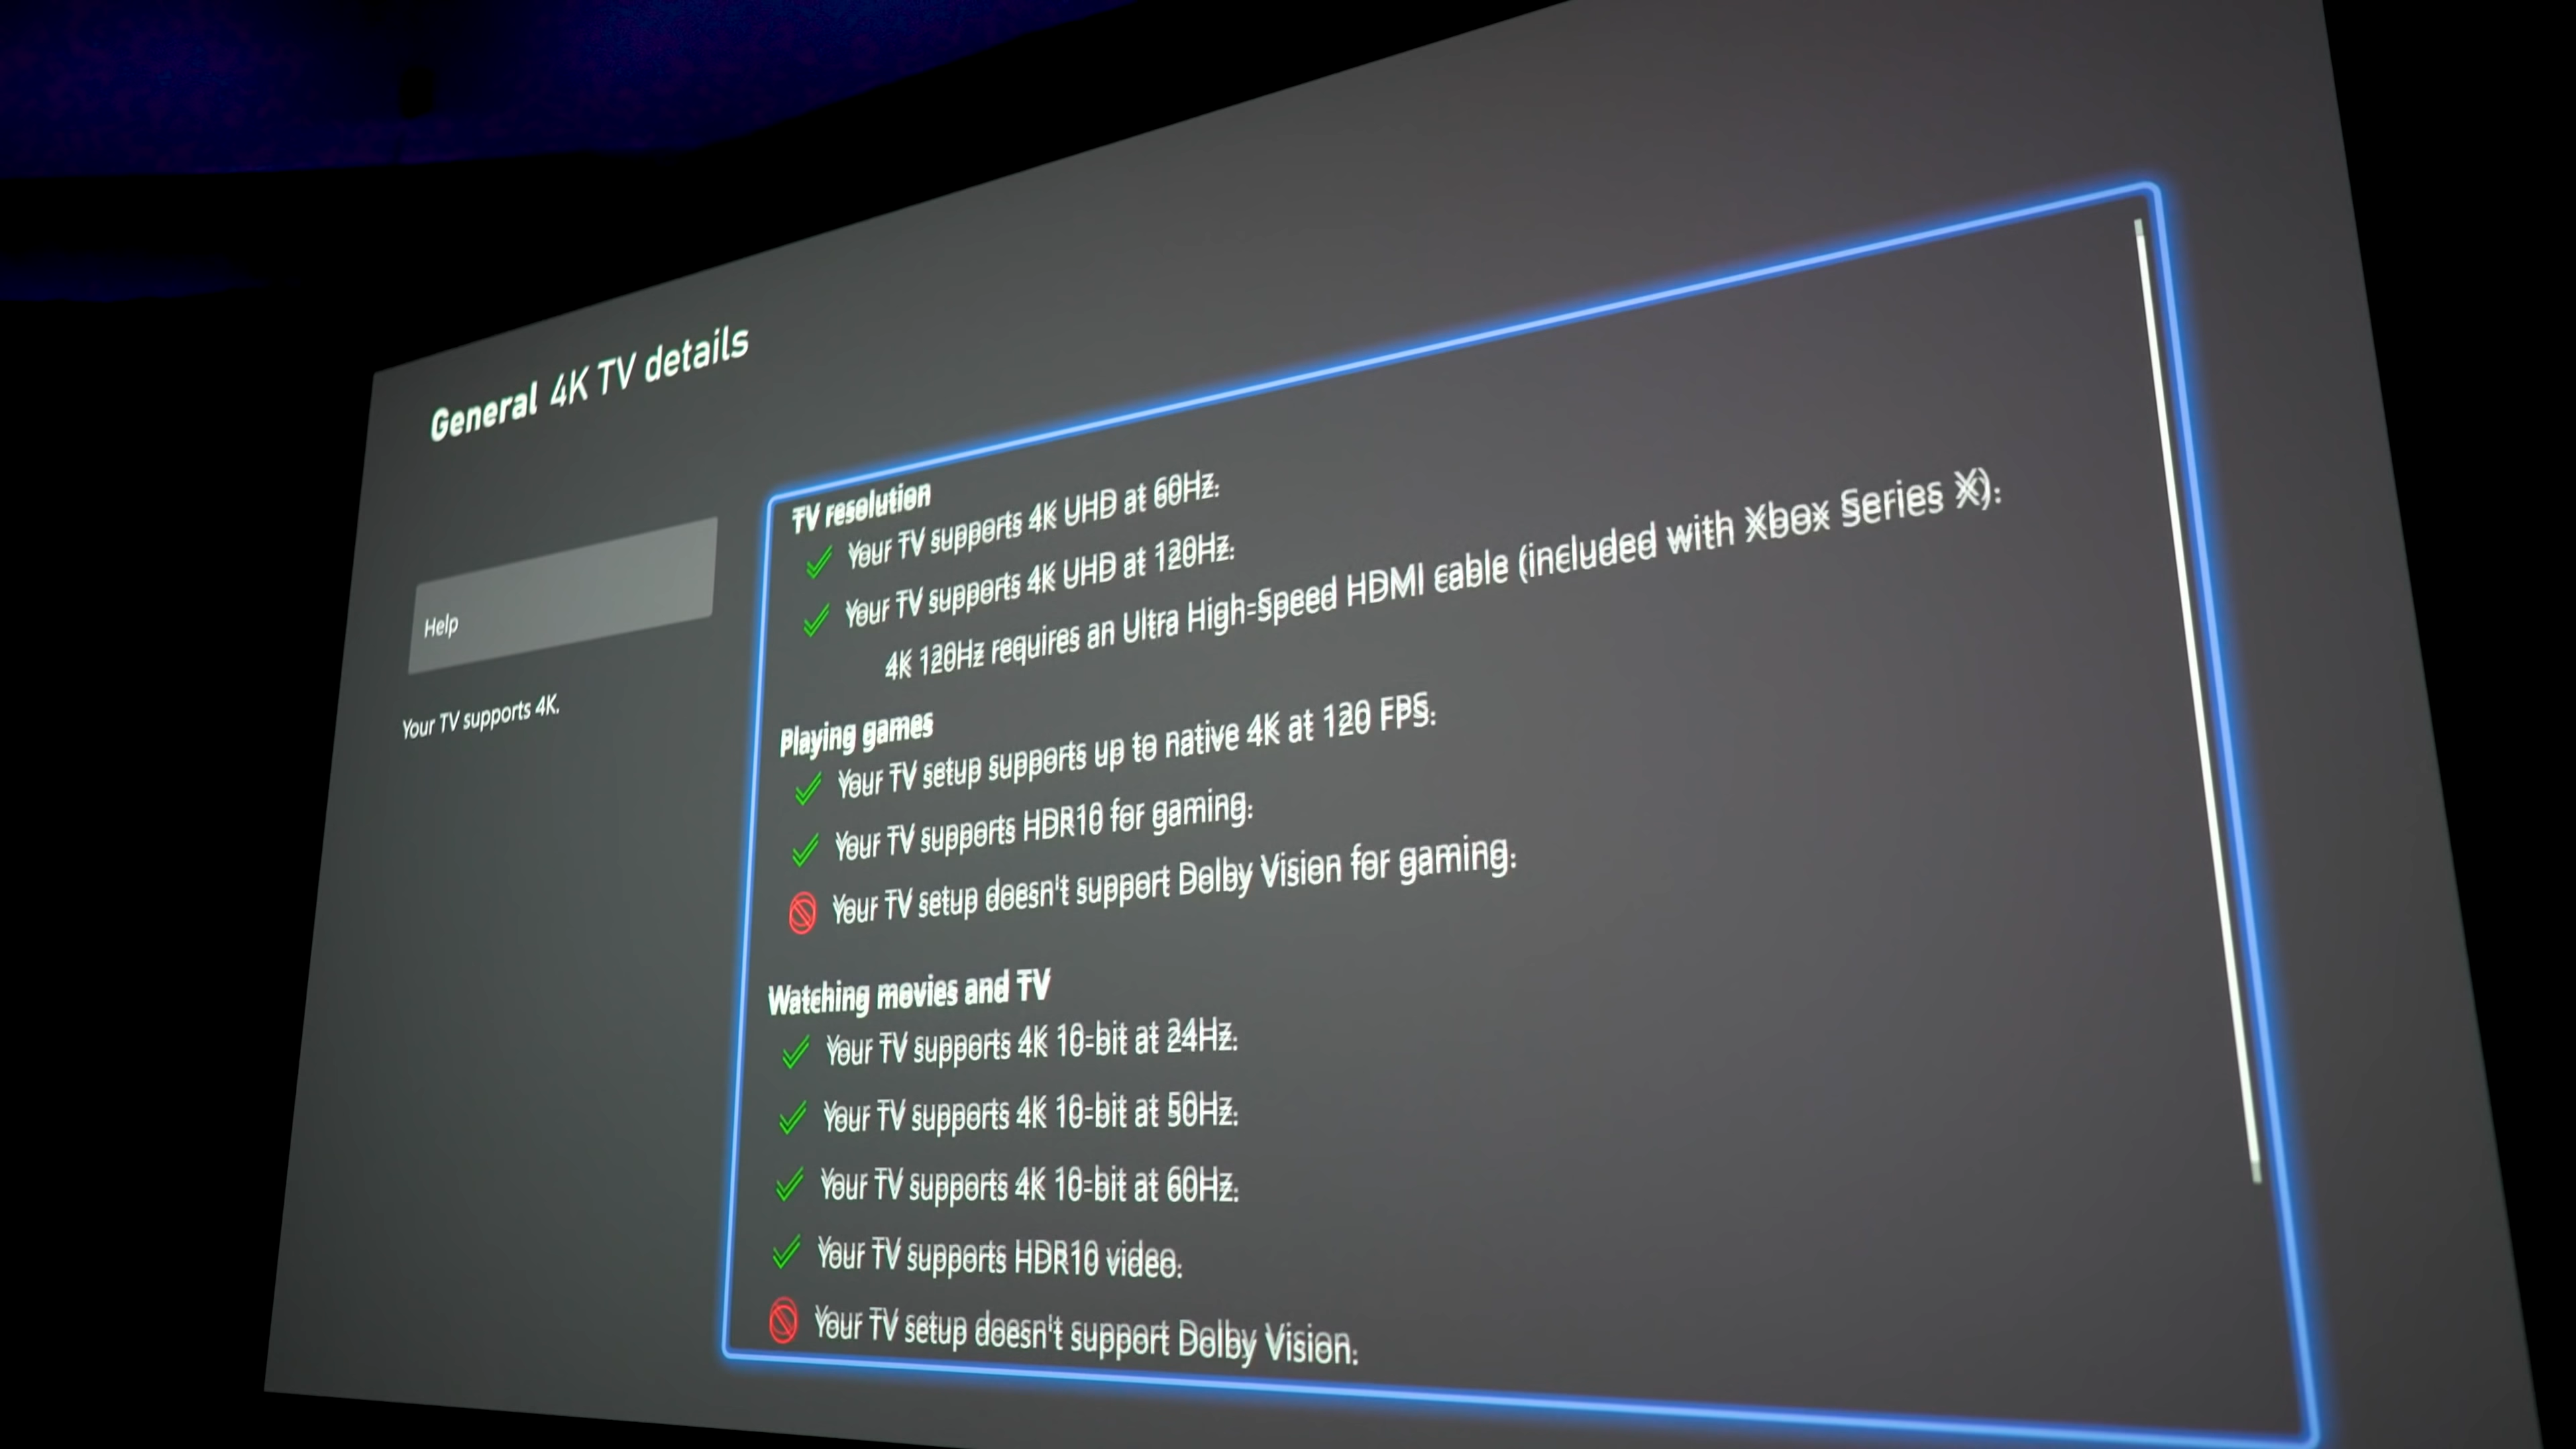 General 4K TV details
Help
Your TV supports 4K.
TV resolution
Your TV supports 4K UHD at 60Hz.
Your TV supports 4K UHD at 120Hz.
4K 120Hz requires an Ultra High-Speed HDMI cable (included with Xbox Series X).
Playing games
Your TV setup supports up to native 4K at 120 FPS.
Your TV supports HDR10 for gaming.
Your TV setup doesn't support Dolby Vision for gaming.
Watching movies and TV
Your TV supports 4K 10-bit at 24Hz.
Your TV supports 4K 10-bit at 50Hz.
Your TV supports 4K 10-bit at 60Hz.
Your TV supports HDR10 video.
Your TV setup doesn't support Dolby Vision.